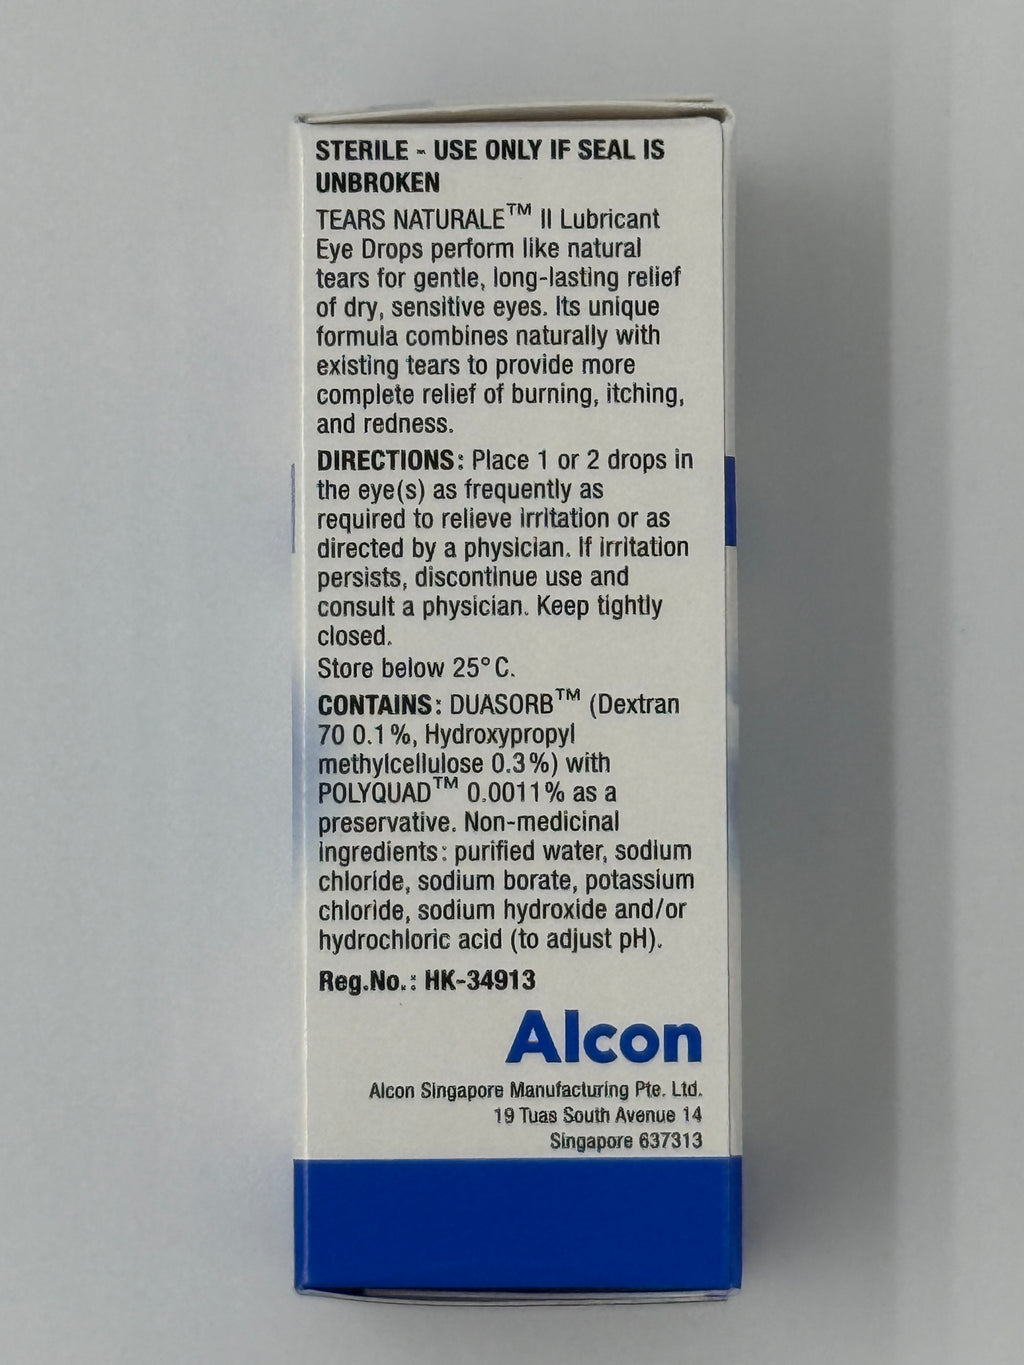 STERILE - USE ONLY IF SEAL IS
UNBROKEN
TEARS NATURALE™ II Lubricant
Eye Drops perform like natural
tears for gentle, long-lasting relief
of dry, sensitive eyes. Its unique
formula combines naturally with
existing tears to provide more
complete relief of burning, itching,
and redness.
DIRECTIONS: Place 1 or 2 drops in
the eye(s) as frequently as
required to relieve irritation or as
directed by a physician. If irritation
persists, discontinue use and
consult a physician. Keep tightly
closed.
Store below 25°C.
CONTAINS: DUASORB™ (Dextran
70 0.1%, Hydroxypropyl
methylcellulose 0.3%) with
POLYQUAD™ 0.0011% as a
preservative. Non-medicinal
ingredients: purified water, sodium
chloride, sodium borate, potassium
chloride, sodium hydroxide and/or
hydrochloric acid (to adjust pH).
Reg.No.: HK-34913
Alcon
Alcon Singapore Manufacturing Pte. Ltd.
19 Tuas South Avenue 14
Singapore 637313